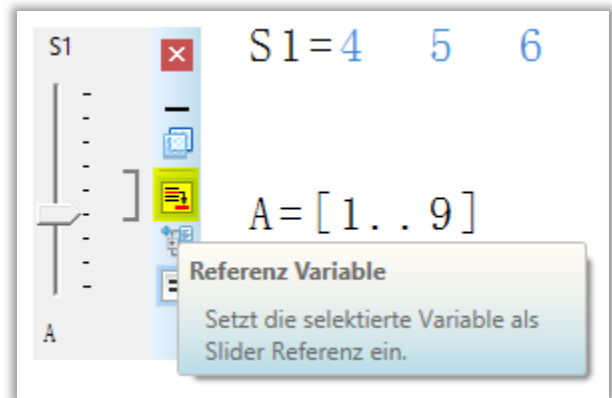 S1
S1=4 5 6
A=[1..9]
Referenz Variable
Setzt die selektierte Variable als
Slider Referenz ein.
A